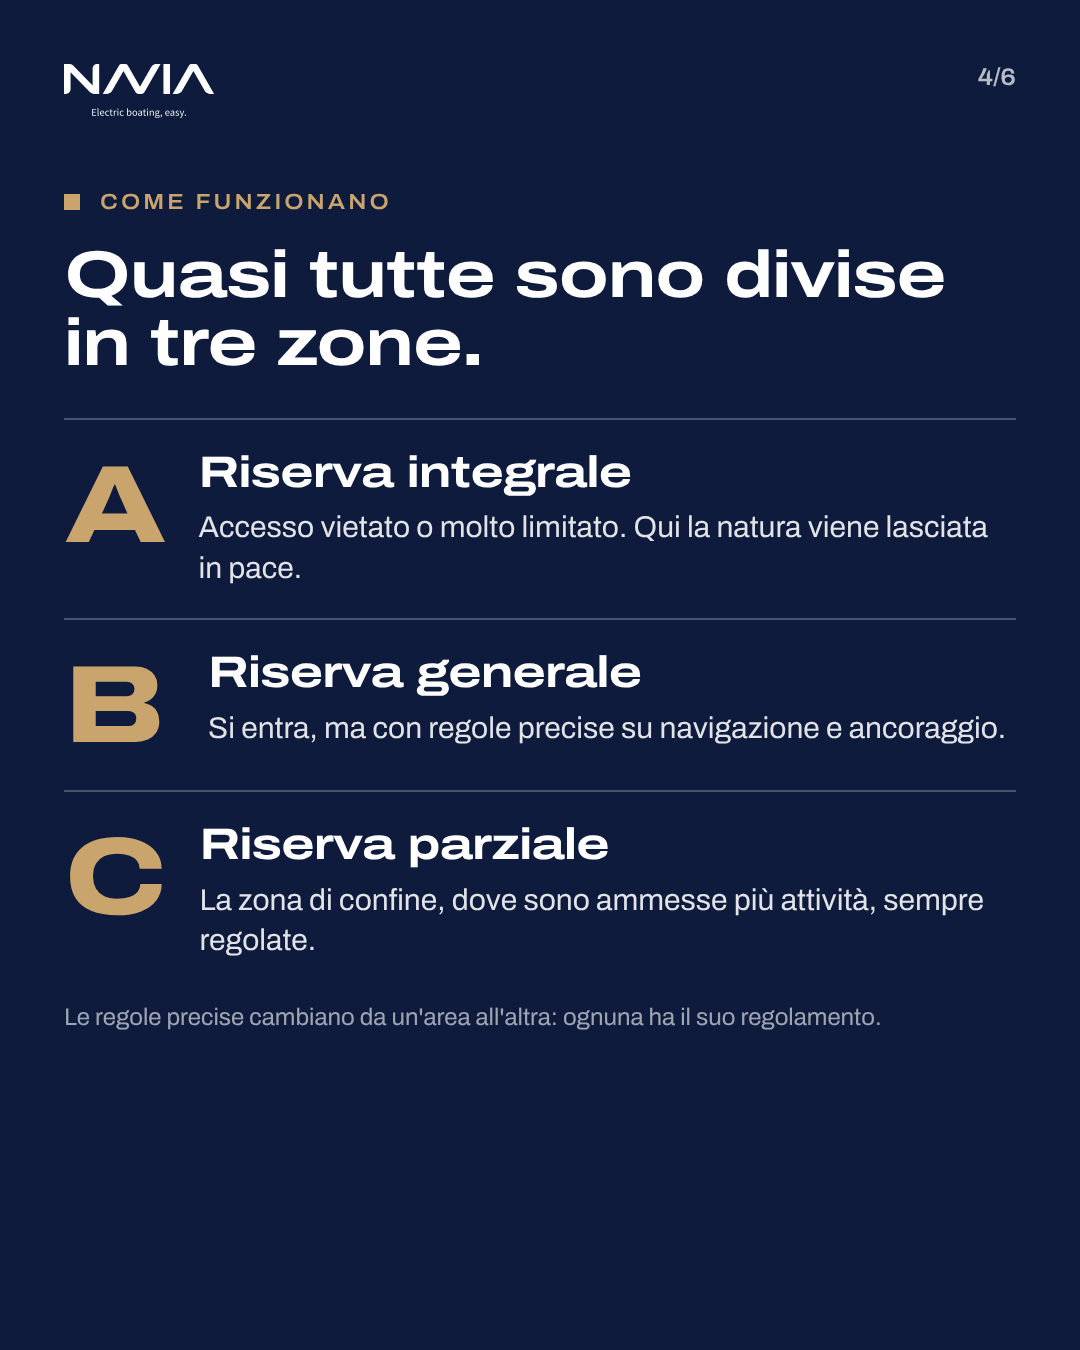 NAVIA
Electric boating, easy.
4/6
COME FUNZIONANO
Quasi tutte sono divise
in tre zone.
A
Riserva integrale
Accesso vietato o molto limitato. Qui la natura viene lasciata
in pace.
B
Riserva generale
Si entra, ma con regole precise su navigazione e ancoraggio.
C
Riserva parziale
La zona di confine, dove sono ammesse più attività, sempre
regolate.
Le regole precise cambiano da un'area all'altra: ognuna ha il suo regolamento.